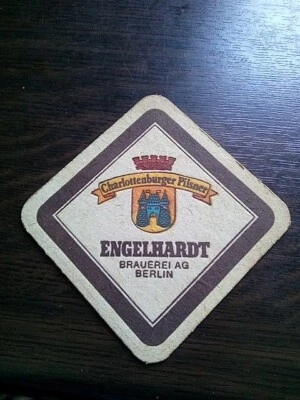 Charlottenburger Pilsner
ENGELHARDT
BRAUEREI AG
BERLIN